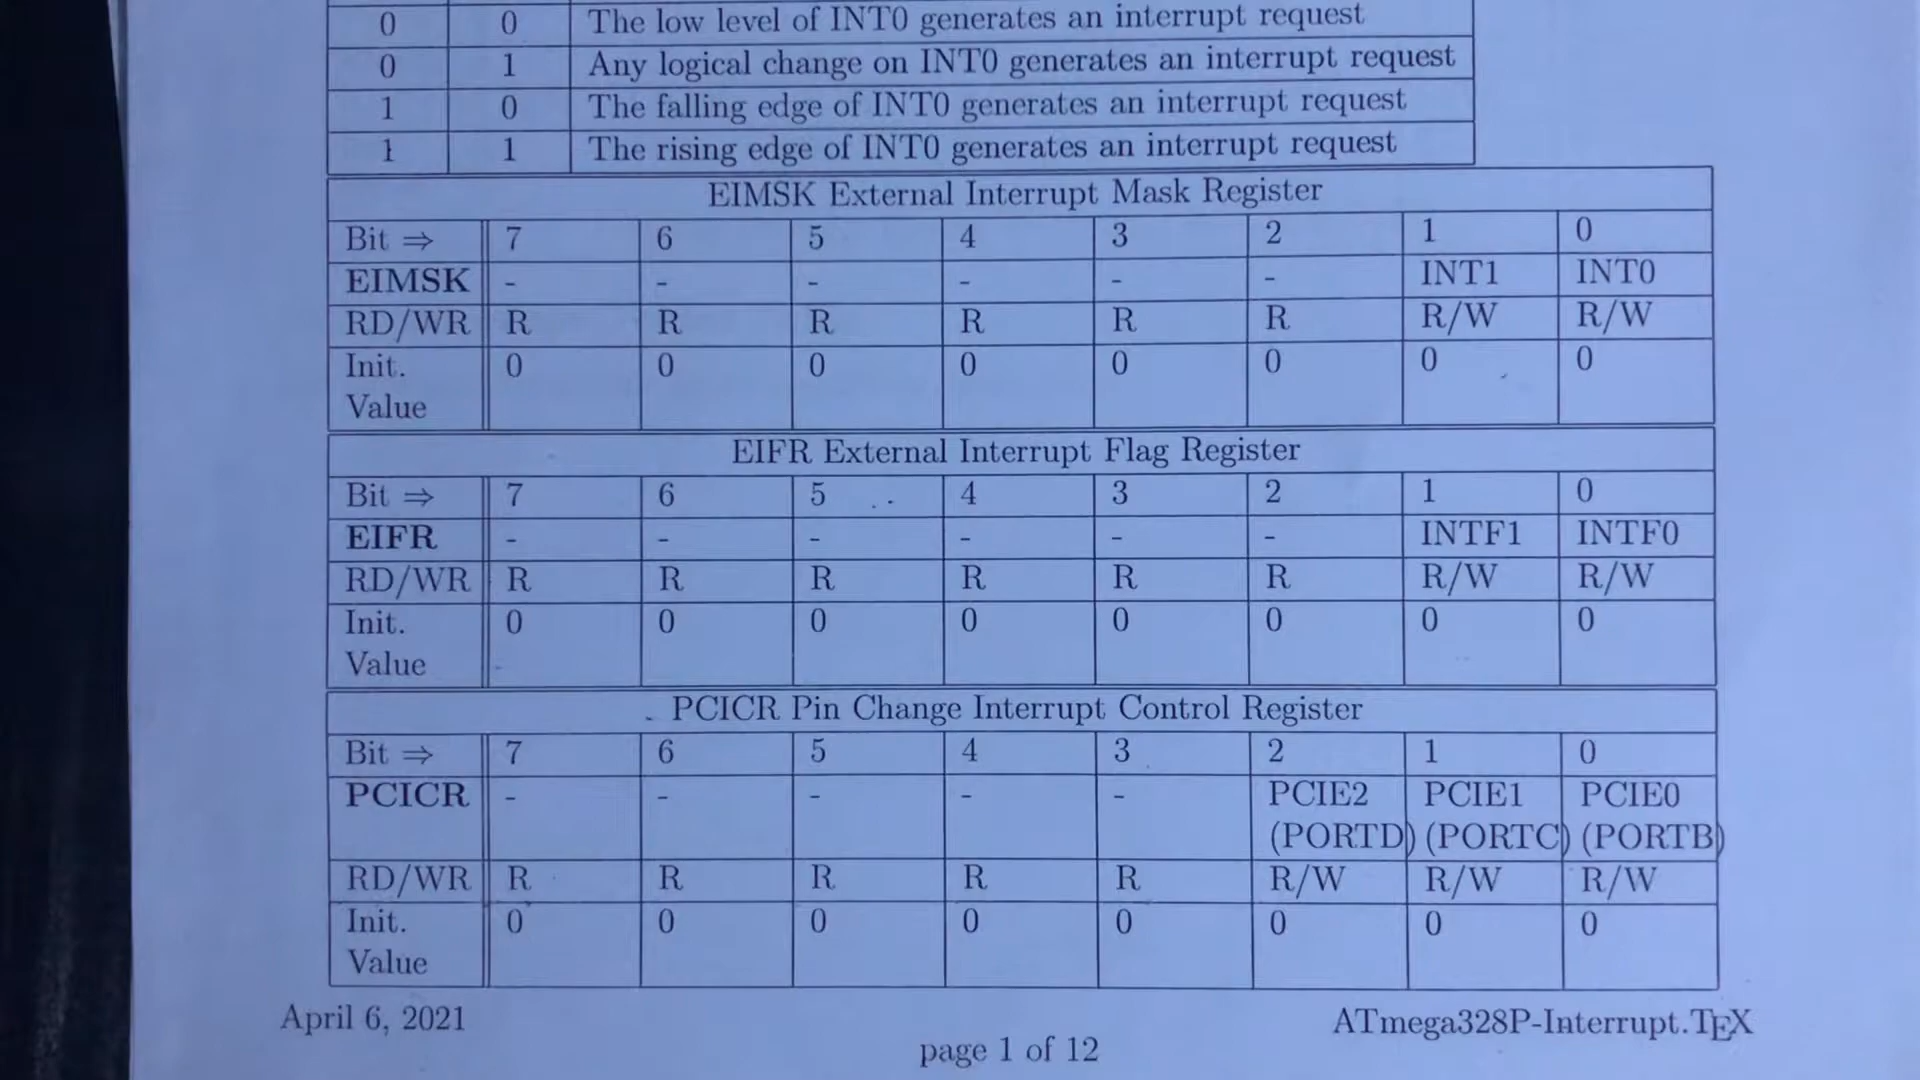 0 0 The low level of INT0 generates an interrupt request
0 1 Any logical change on INT0 generates an interrupt request
1 0 The falling edge of INT0 generates an interrupt request
1 1 The rising edge of INT0 generates an interrupt request
EIMSK External Interrupt Mask Register
Bit ⇒ 7 6 5 4 3 2 1 0
EIMSK - - - - - - INT1 INT0
RD/WR R R R R R R R/W R/W
Init. 0 0 0 0 0 0 0 0
Value
EIFR External Interrupt Flag Register
Bit ⇒ 7 6 5 4 3 2 1 0
EIFR - - - - - - INTF1 INTF0
RD/WR R R R R R R R/W R/W
Init. 0 0 0 0 0 0 0 0
Value
PCICR Pin Change Interrupt Control Register
Bit ⇒ 7 6 5 4 3 2 1 0
PCICR - - - - - PCIE2 PCIE1 PCIE0
(PORTD) (PORTC) (PORTB)
RD/WR R R R R R R/W R/W R/W
Init. 0 0 0 0 0 0 0 0
Value
April 6, 2021 ATmega328P-Interrupt.TEX
page 1 of 12